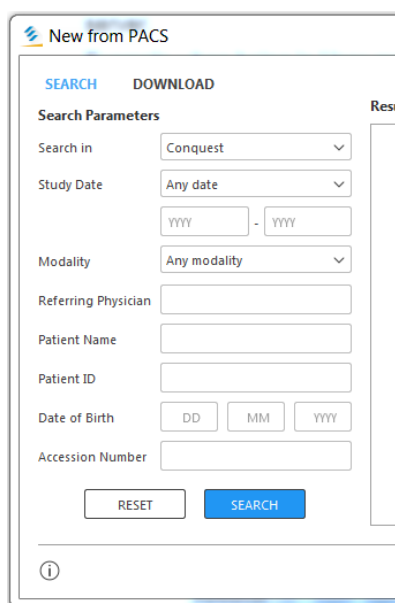 New from PACS
SEARCH DOWNLOAD
Search Parameters
Search in Conquest
Study Date Any date
YYYY - YYYY
Modality Any modality
Referring Physician
Patient Name
Patient ID
Date of Birth DD MM YYYY
Accession Number
RESET SEARCH